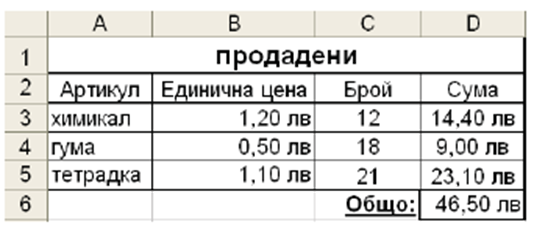 A B C D
1 продадени
2 Артикул Единична цена Брой Сума
3 химикал 1,20 лв 12 14,40 лв
4 гума 0,50 лв 18 9,00 лв
5 тетрадка 1,10 лв 21 23,10 лв
6 Общо: 46,50 лв